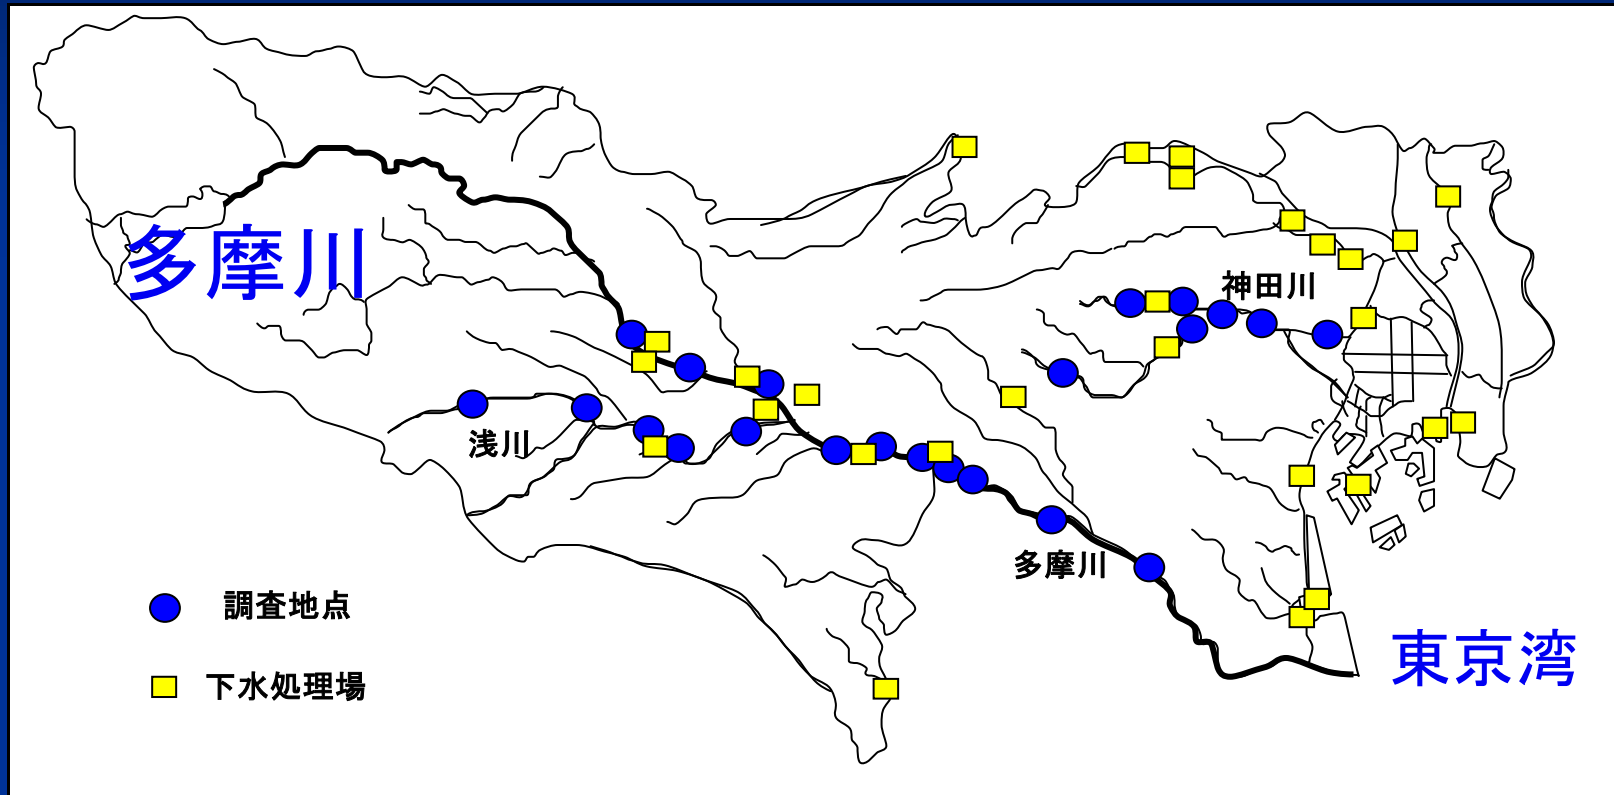 多摩川
神田川
浅川
多摩川
調査地点
下水処理場
東京湾